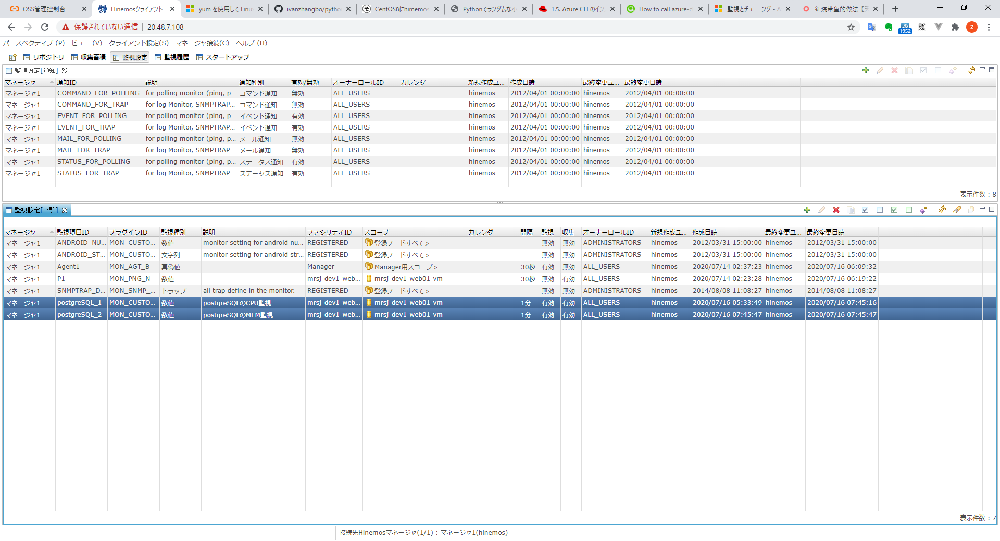 OSS管理控制台 Hinemosクライアント yum を使用して Linu ivanzhangbo/pytho CentOS8にhimemos Pythonでランダムな小 1.5. Azure CLI のイン How to call azure-cl 監視とチューニング - A 红烧带鱼的做法_【天
保護されていない通信 20.48.7.108 1952 z
パースペクティブ (P) ビュー (V) クライアント設定(S) マネージャ接続(C) ヘルプ (H)
リポジトリ 収集蓄積 監視設定 監視履歴 スタートアップ
監視設定[通知]
マネージャ 通知ID 説明 通知種別 有効/無効 オーナーロールID カレンダ 新規作成ユ... 作成日時 最終変更ユ... 最終変更日時
マネージャ1 COMMAND_FOR_POLLING for polling monitor (ping, p... コマンド通知 無効 ALL_USERS hinemos 2012/04/01 00:00:00 hinemos 2012/04/01 00:00:00
マネージャ1 COMMAND_FOR_TRAP for log Monitor, SNMPTRAP... コマンド通知 無効 ALL_USERS hinemos 2012/04/01 00:00:00 hinemos 2012/04/01 00:00:00
マネージャ1 EVENT_FOR_POLLING for polling monitor (ping, p... イベント通知 有効 ALL_USERS hinemos 2012/04/01 00:00:00 hinemos 2012/04/01 00:00:00
マネージャ1 EVENT_FOR_TRAP for log Monitor, SNMPTRAP... イベント通知 有効 ALL_USERS hinemos 2012/04/01 00:00:00 hinemos 2012/04/01 00:00:00
マネージャ1 MAIL_FOR_POLLING for polling monitor (ping, p... メール通知 無効 ALL_USERS hinemos 2012/04/01 00:00:00 hinemos 2012/04/01 00:00:00
マネージャ1 MAIL_FOR_TRAP for log Monitor, SNMPTRAP... メール通知 無効 ALL_USERS hinemos 2012/04/01 00:00:00 hinemos 2012/04/01 00:00:00
マネージャ1 STATUS_FOR_POLLING for polling monitor (ping, p... ステータス通知 有効 ALL_USERS hinemos 2012/04/01 00:00:00 hinemos 2012/04/01 00:00:00
マネージャ1 STATUS_FOR_TRAP for log Monitor, SNMPTRAP... ステータス通知 有効 ALL_USERS hinemos 2012/04/01 00:00:00 hinemos 2012/04/01 00:00:00
表示件数 : 8
監視設定[一覧]
マネージャ 監視項目ID プラグインID 監視種別 説明 ファシリティID スコープ カレンダ 間隔 監視 収集 オーナーロールID 新規作成ユ... 作成日時 最終変更ユ... 最終変更日時
マネージャ1 ANDROID_NU... MON_CUSTO... 数値 monitor setting for android nu... REGISTERED 登録ノードすべて> - 無効 無効 ADMINISTRATORS hinemos 2012/03/31 15:00:00 hinemos 2012/03/31 15:00:00
マネージャ1 ANDROID_ST... MON_CUSTO... 文字列 monitor setting for android str... REGISTERED 登録ノードすべて> - 無効 無効 ADMINISTRATORS hinemos 2012/03/31 15:00:00 hinemos 2012/03/31 15:00:00
マネージャ1 Agent1 MON_AGT_B 真偽値 Manager Manager用スコープ> 30秒 有効 無効 ALL_USERS hinemos 2020/07/14 02:37:23 hinemos 2020/07/16 06:09:32
マネージャ1 P1 MON_PNG_N 数値 mrsj-dev1-web... mrsj-dev1-web01-vm 30秒 無効 有効 ALL_USERS hinemos 2020/07/14 02:23:28 hinemos 2020/07/16 06:19:22
マネージャ1 SNMPTRAP_D... MON_SNMP_... トラップ all trap define in the monitor. REGISTERED 登録ノードすべて> - 無効 無効 ADMINISTRATORS hinemos 2014/08/08 11:08:27 hinemos 2014/08/08 11:08:27
マネージャ1 postgreSQL_1 MON_CUSTO... 数値 postgreSQLのCPU監視 mrsj-dev1-web... mrsj-dev1-web01-vm 1分 有効 有効 ALL_USERS hinemos 2020/07/16 05:33:49 hinemos 2020/07/16 07:45:16
マネージャ1 postgreSQL_2 MON_CUSTO... 数値 postgreSQLのMEM監視 mrsj-dev1-web... mrsj-dev1-web01-vm 1分 有効 有効 ALL_USERS hinemos 2020/07/16 07:45:47 hinemos 2020/07/16 07:45:47
表示件数 : 7
接続先Hinemosマネージャ(1/1) : マネージャ1(hinemos)